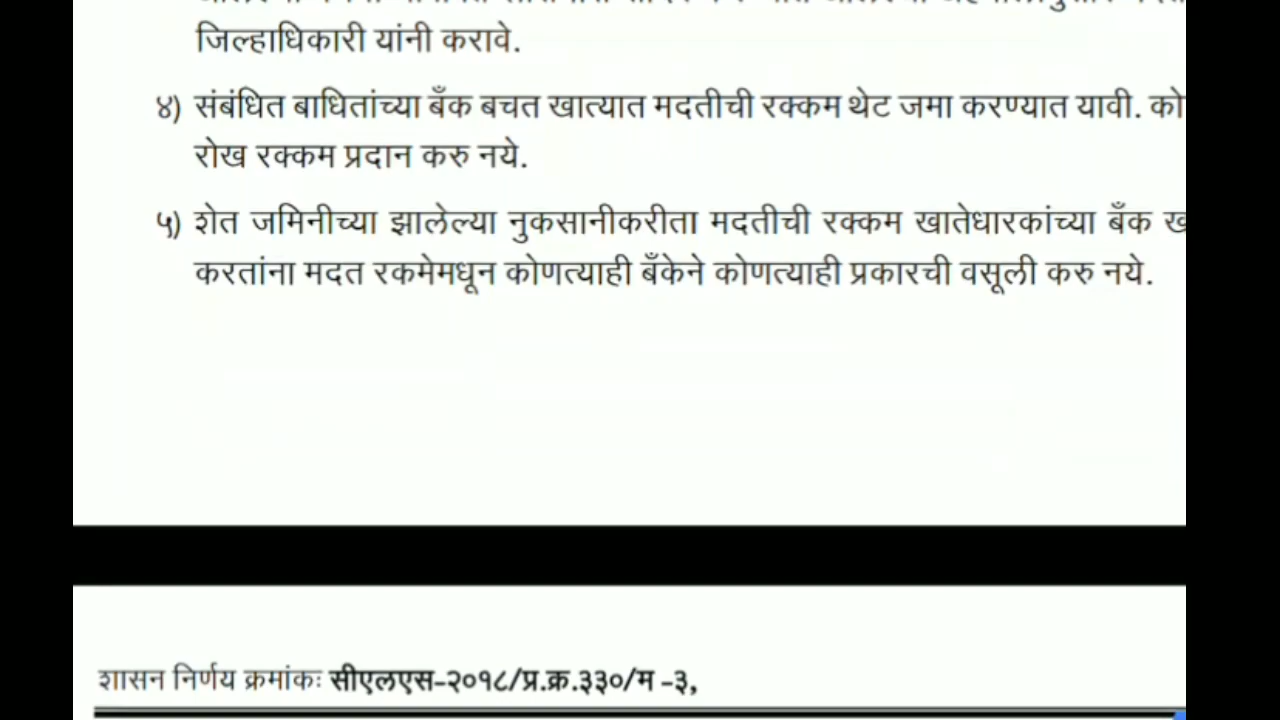 जिल्हाधिकारी यांनी करावे.
४) संबंधित बाधितांच्या बँक बचत खात्यात मदतीची रक्कम थेट जमा करण्यात यावी. को
रोख रक्कम प्रदान करु नये.
५) शेत जमिनीच्या झालेल्या नुकसानीकरीता मदतीची रक्कम खातेधारकांच्या बँक ख
करतांना मदत रकमेमधून कोणत्याही बँकेने कोणत्याही प्रकारची वसूली करु नये.
शासन निर्णय क्रमांकः सीएलएस-२०१८/प्र.क्र.३३०/म -३,